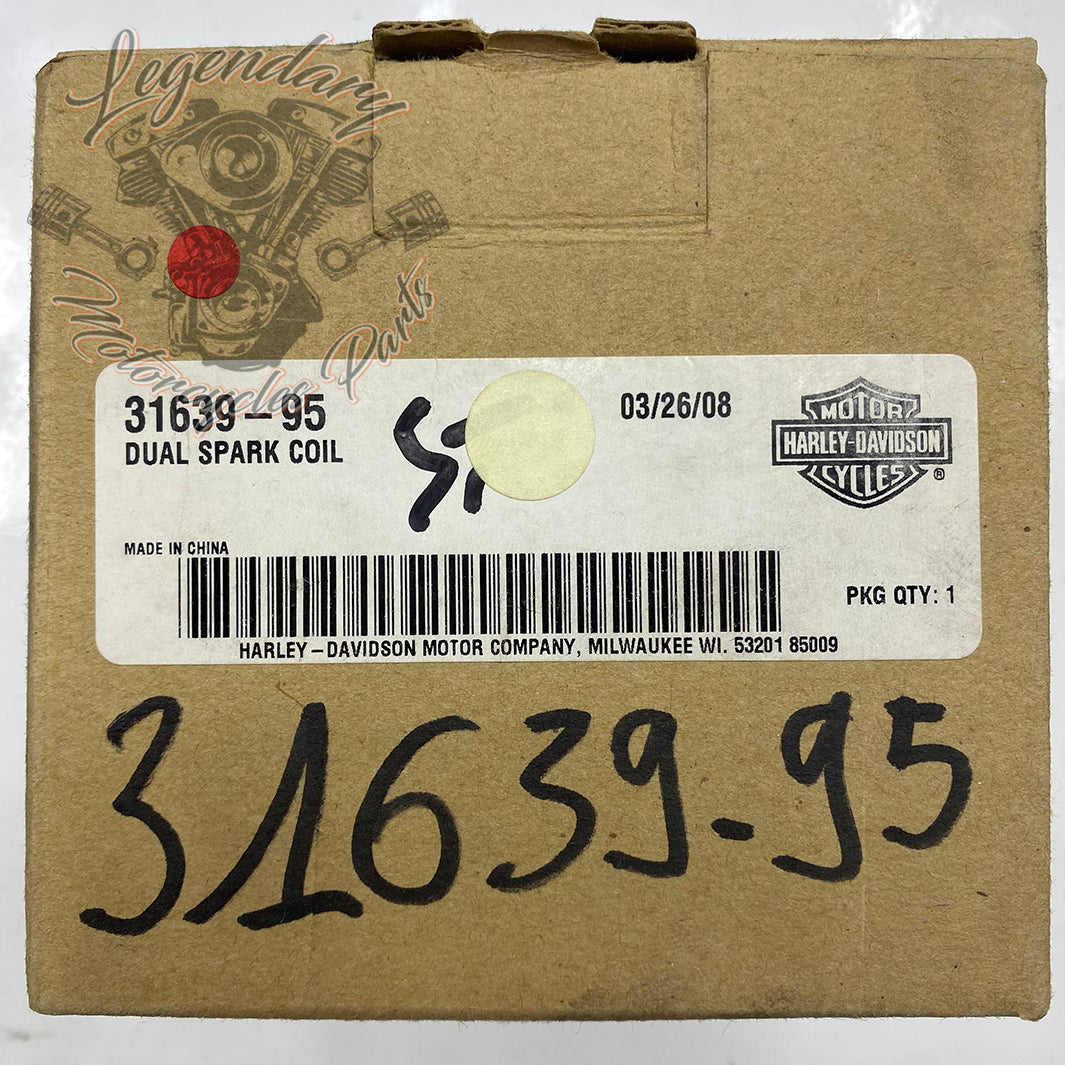 Legendary
Motorcycles Parts
31639-95
DUAL SPARK COIL
03/26/08
MOTOR
HARLEY-DAVIDSON
CYCLES
®
MADE IN CHINA
PKG QTY: 1
HARLEY-DAVIDSON MOTOR COMPANY, MILWAUKEE WI. 53201 85009
31639-95